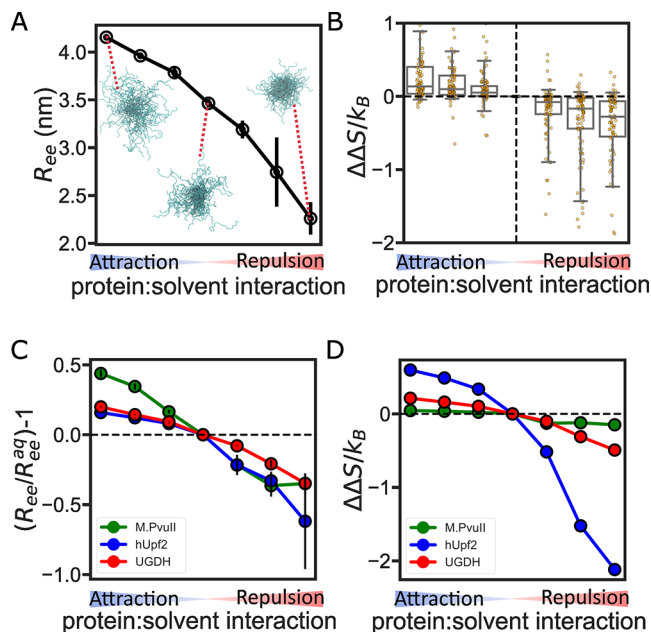 A
4.0
3.5
3.0
2.5
2.0
R_ee (nm)
Attraction Repulsion
protein:solvent interaction
B
1
0
−1
−2
ΔΔS/k_B
Attraction Repulsion
protein:solvent interaction
C
0.5
0.0
−0.5
−1.0
(R_ee/R_ee^aq)-1
M.PvuII
hUpf2
UGDH
Attraction Repulsion
protein:solvent interaction
D
1
0
−1
−2
ΔΔS/k_B
M.PvuII
hUpf2
UGDH
Attraction Repulsion
protein:solvent interaction